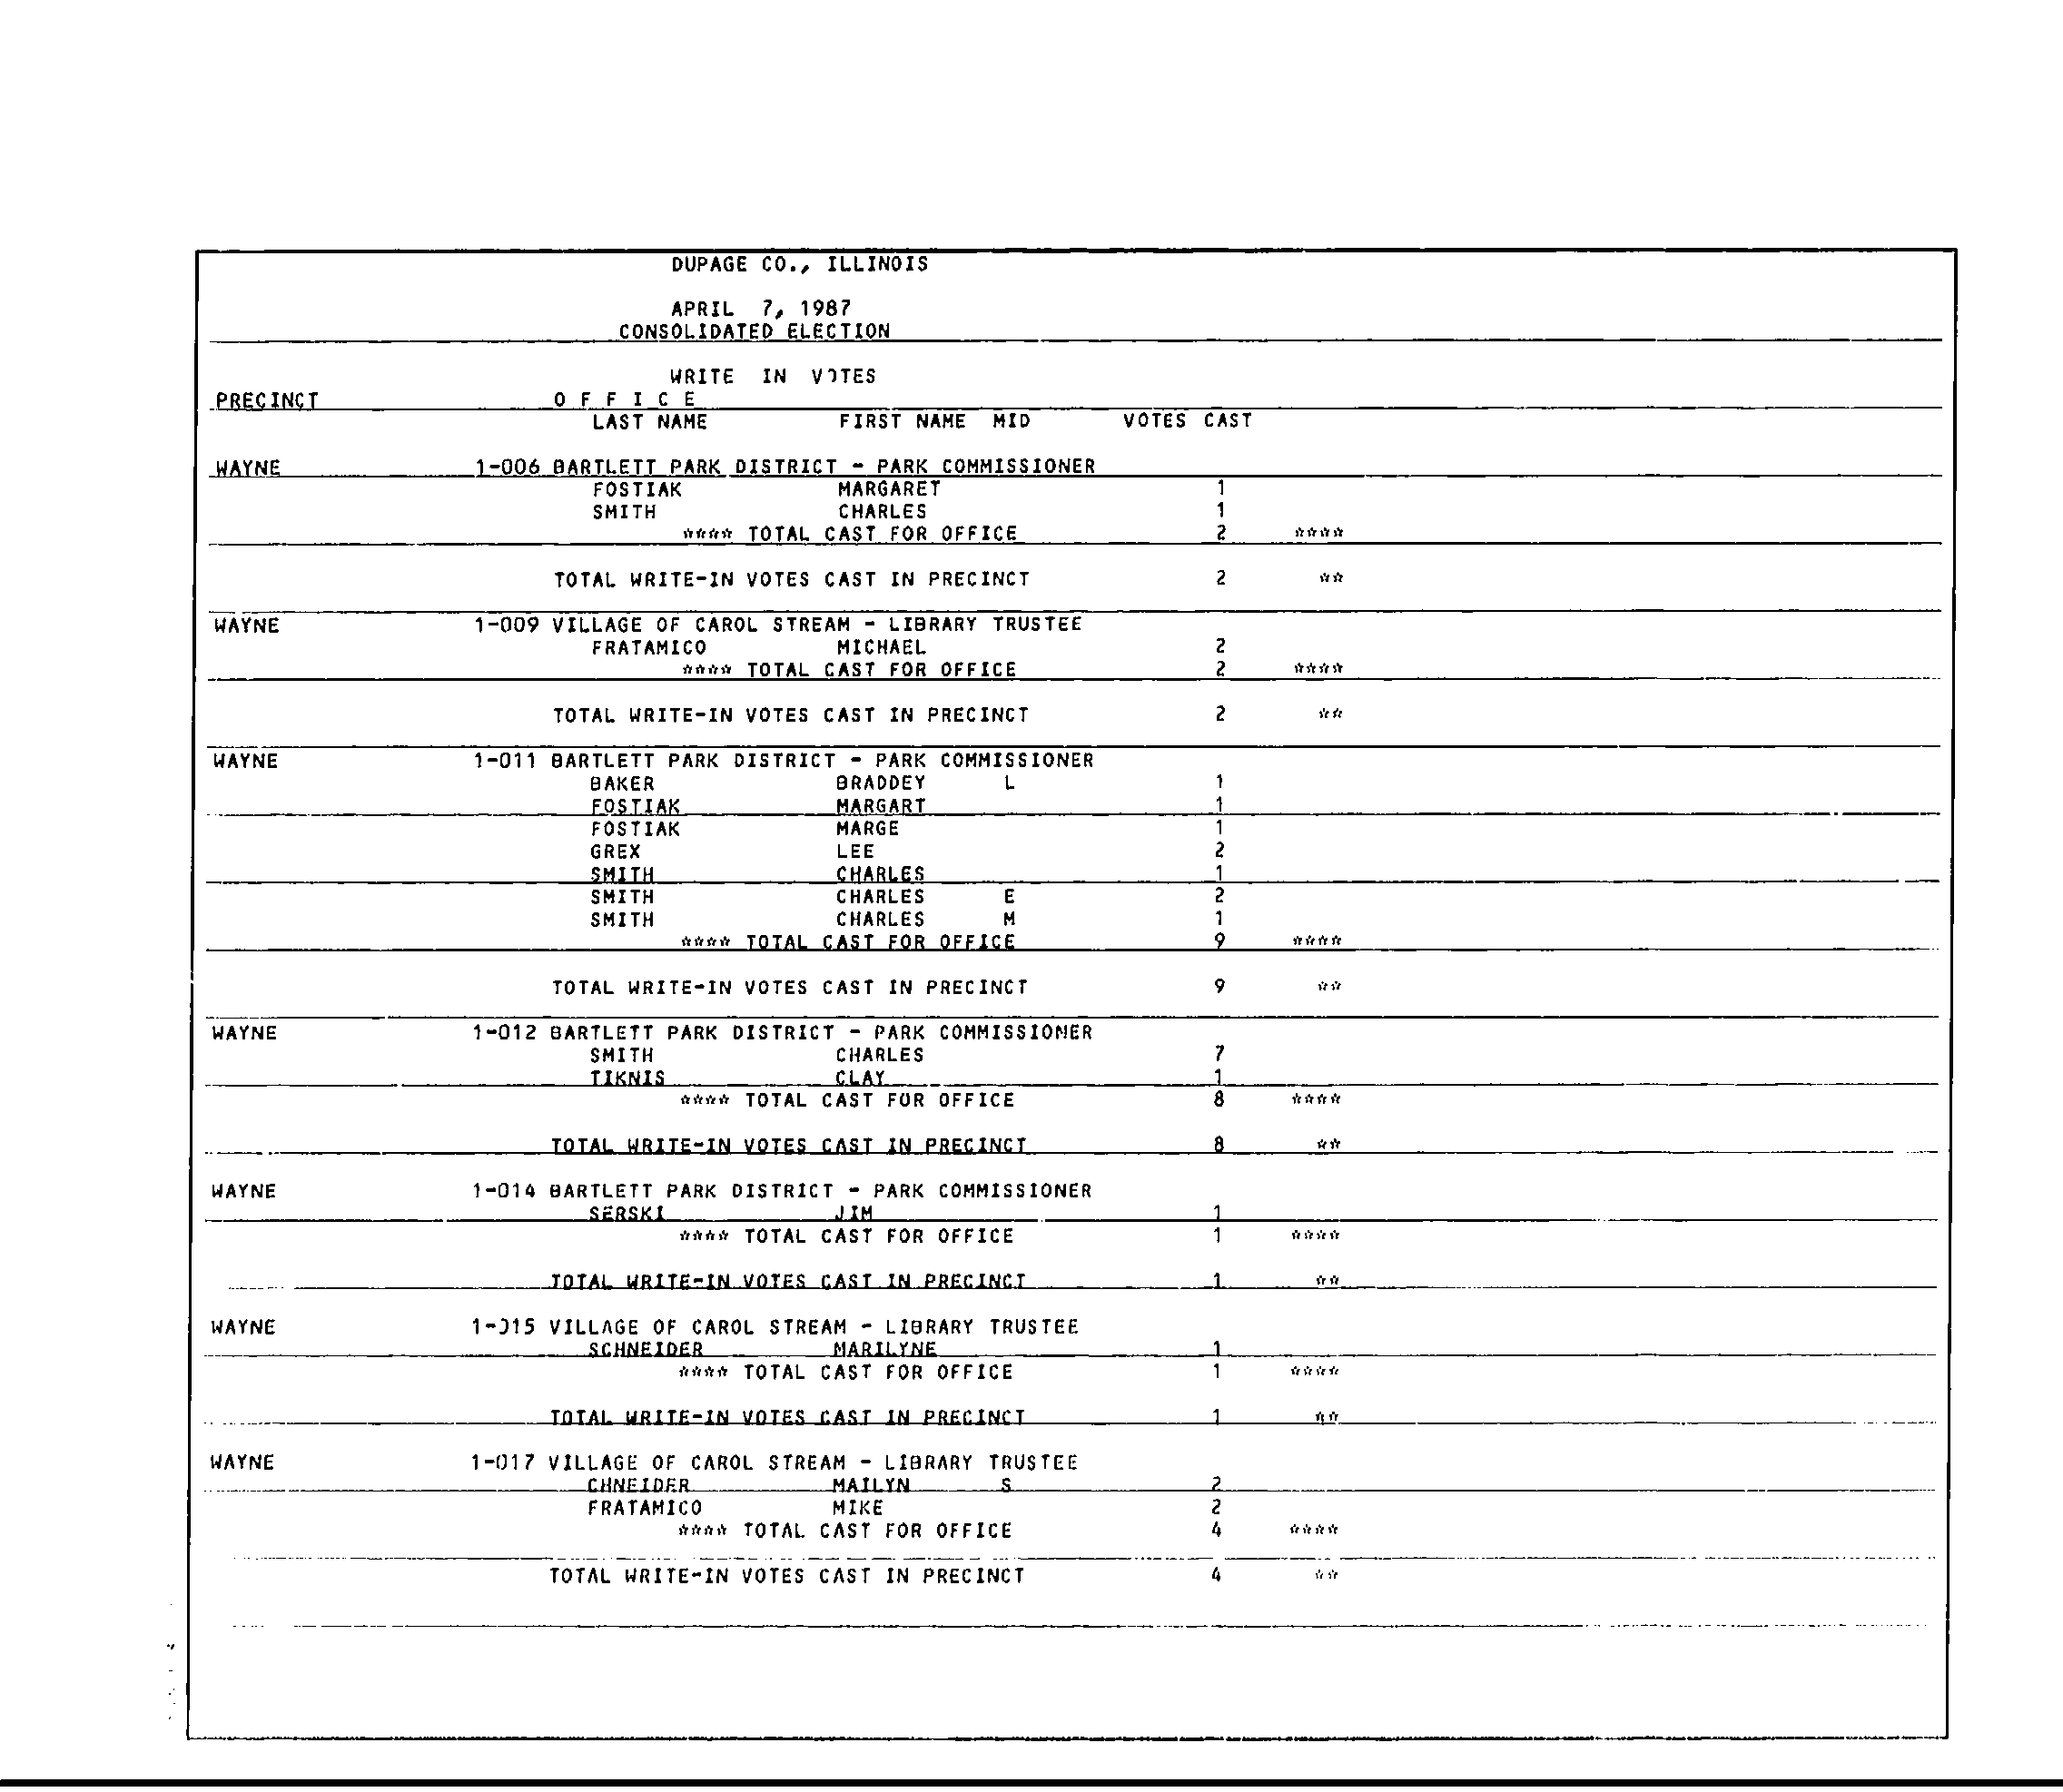 DUPAGE CO., ILLINOIS
APRIL 7, 1987
CONSOLIDATED ELECTION
WRITE IN VOTES
PRECINCT O F F I C E
LAST NAME FIRST NAME MID VOTES CAST
WAYNE 1-006 BARTLETT PARK DISTRICT - PARK COMMISSIONER
FOSTIAK MARGARET 1
SMITH CHARLES 1
**** TOTAL CAST FOR OFFICE 2 ****
TOTAL WRITE-IN VOTES CAST IN PRECINCT 2 **
WAYNE 1-009 VILLAGE OF CAROL STREAM - LIBRARY TRUSTEE
FRATAMICO MICHAEL 2
**** TOTAL CAST FOR OFFICE 2 ****
TOTAL WRITE-IN VOTES CAST IN PRECINCT 2 **
WAYNE 1-011 BARTLETT PARK DISTRICT - PARK COMMISSIONER
BAKER BRADDEY L 1
FOSTIAK MARGART 1
FOSTIAK MARGE 1
GREX LEE 2
SMITH CHARLES 1
SMITH CHARLES E 2
SMITH CHARLES M 1
**** TOTAL CAST FOR OFFICE 9 ****
TOTAL WRITE-IN VOTES CAST IN PRECINCT 9 **
WAYNE 1-012 BARTLETT PARK DISTRICT - PARK COMMISSIONER
SMITH CHARLES 7
TIKNIS CLAY 1
**** TOTAL CAST FOR OFFICE 8 ****
TOTAL WRITE-IN VOTES CAST IN PRECINCT 8 **
WAYNE 1-014 BARTLETT PARK DISTRICT - PARK COMMISSIONER
SERSKI JIM 1
**** TOTAL CAST FOR OFFICE 1 ****
TOTAL WRITE-IN VOTES CAST IN PRECINCT 1 **
WAYNE 1-015 VILLAGE OF CAROL STREAM - LIBRARY TRUSTEE
SCHNEIDER MARILYNE 1
**** TOTAL CAST FOR OFFICE 1 ****
TOTAL WRITE-IN VOTES CAST IN PRECINCT 1 **
WAYNE 1-017 VILLAGE OF CAROL STREAM - LIBRARY TRUSTEE
CHNEIDER MAILYN S 2
FRATAMICO MIKE 2
**** TOTAL CAST FOR OFFICE 4 ****
TOTAL WRITE-IN VOTES CAST IN PRECINCT 4 **